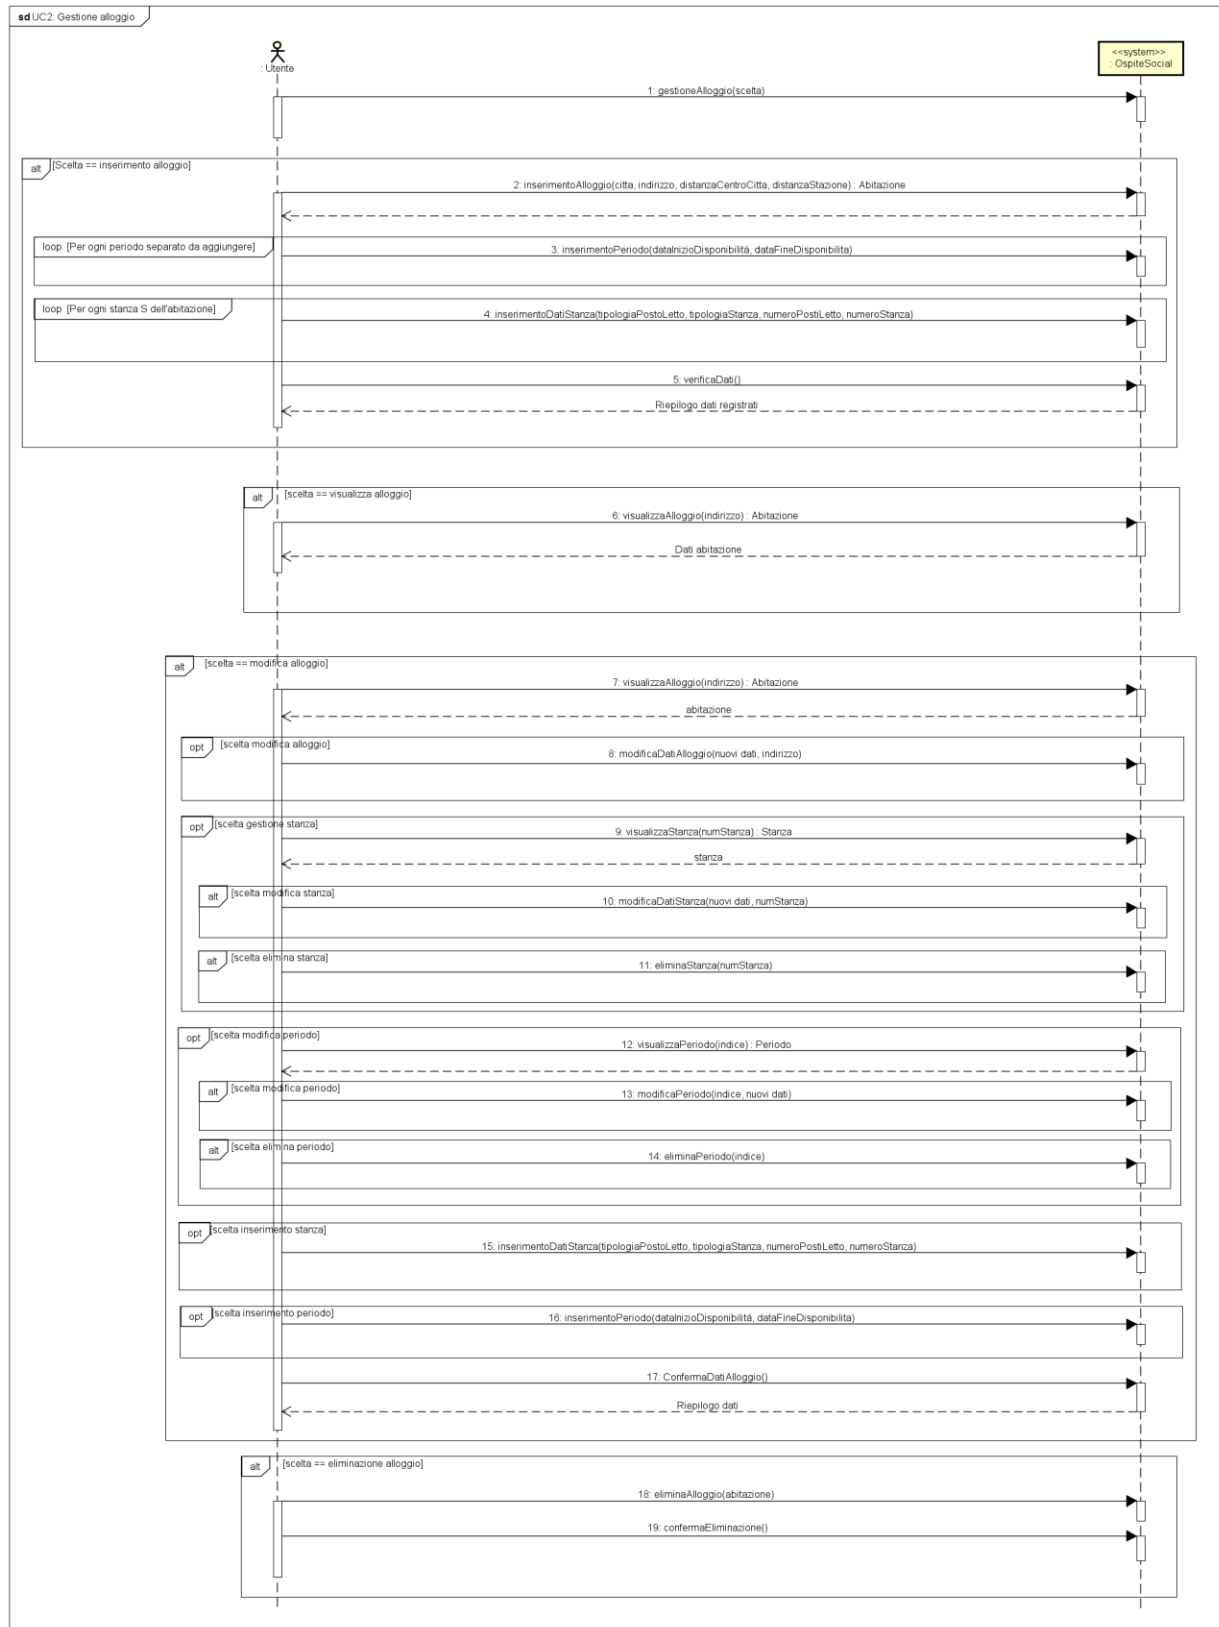 sd UC2: Gestione alloggio
: Utente
<<system>>
: OspiteSocial
1: gestioneAlloggio(scelta)
alt [Scelta == inserimento alloggio]
2: inserimentoAlloggio(citta, indirizzo, distanzaCentroCitta, distanzaStazione) : Abitazione
loop [Per ogni periodo separato da aggiungere]
3: inserimentoPeriodo(dataInizioDisponibilità, dataFineDisponibilita)
loop [Per ogni stanza S dell'abitazione]
4: inserimentoDatiStanza(tipologiaPostoLetto, tipologiaStanza, numeroPostiLetto, numeroStanza)
5: verificaDati()
Riepilogo dati registrati
alt [scelta == visualizza alloggio]
6: visualizzaAlloggio(indirizzo) : Abitazione
Dati abitazione
alt [scelta == modifica alloggio]
7: visualizzaAlloggio(indirizzo) : Abitazione
abitazione
opt [scelta modifica alloggio]
8: modificaDatiAlloggio(nuovi dati, indirizzo)
opt [scelta gestione stanza]
9: visualizzaStanza(numStanza) : Stanza
stanza
alt [scelta modifica stanza]
10: modificaDatiStanza(nuovi dati, numStanza)
alt [scelta elimina stanza]
11: eliminaStanza(numStanza)
opt [scelta modifica periodo]
12: visualizzaPeriodo(indice) : Periodo
alt [scelta modifica periodo]
13: modificaPeriodo(indice, nuovi dati)
alt [scelta elimina periodo]
14: eliminaPeriodo(indice)
opt [scelta inserimento stanza]
15: inserimentoDatiStanza(tipologiaPostoLetto, tipologiaStanza, numeroPostiLetto, numeroStanza)
opt [scelta inserimento periodo]
16: inserimentoPeriodo(dataInizioDisponibilità, dataFineDisponibilita)
17: ConfermaDatiAlloggio()
Riepilogo dati
alt [scelta == eliminazione alloggio]
18: eliminaAlloggio(abitazione)
19: confermaEliminazione()